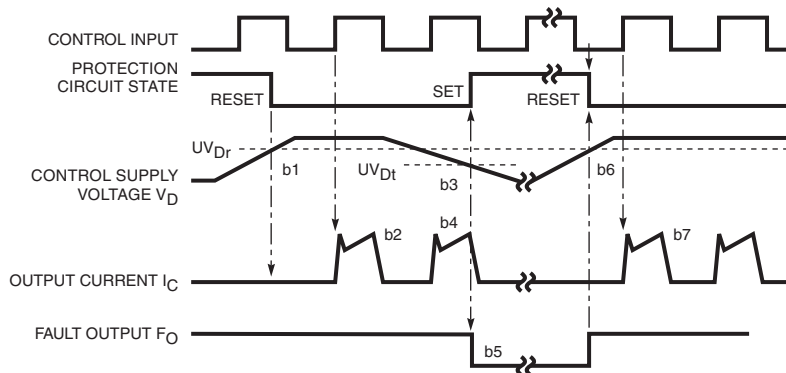 CONTROL INPUT
PROTECTION
CIRCUIT STATE
RESET
SET
RESET
UVDr
b1
UVDt
b3
b6
CONTROL SUPPLY
VOLTAGE VD
b2
b4
b7
OUTPUT CURRENT IC
FAULT OUTPUT FO
b5